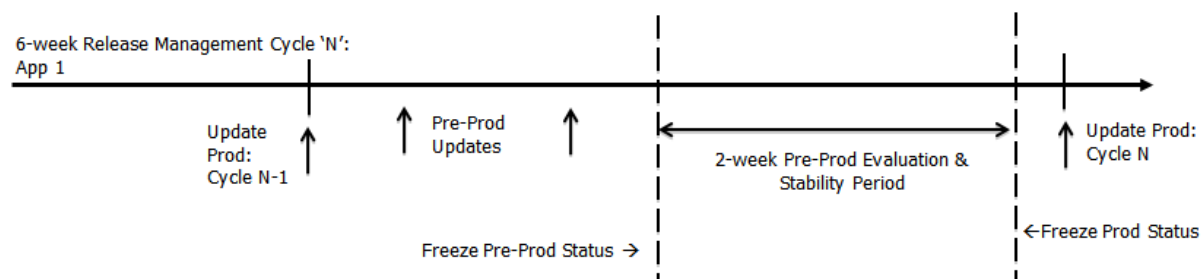 6-week Release Management Cycle ‘N’:
App 1
Update
Prod:
Cycle N-1
Pre-Prod
Updates
2-week Pre-Prod Evaluation &
Stability Period
Update Prod:
Cycle N
Freeze Pre-Prod Status →
←Freeze Prod Status